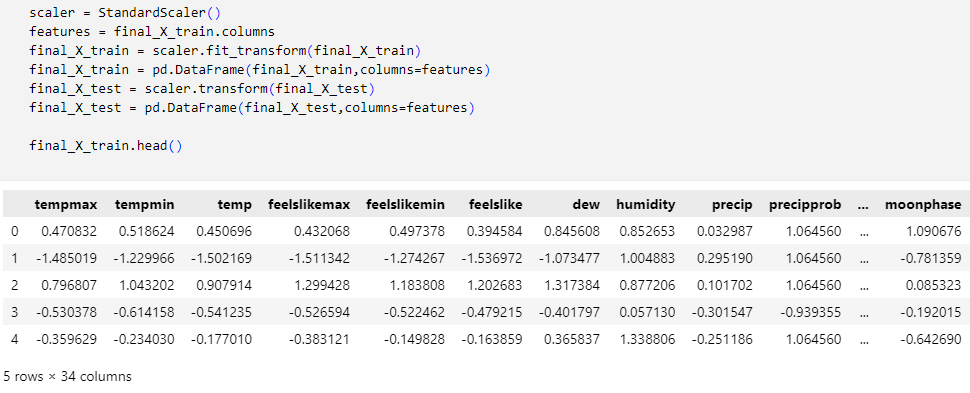 scaler = StandardScaler()
features = final_X_train.columns
final_X_train = scaler.fit_transform(final_X_train)
final_X_train = pd.DataFrame(final_X_train,columns=features)
final_X_test = scaler.transform(final_X_test)
final_X_test = pd.DataFrame(final_X_test,columns=features)
final_X_train.head()
tempmax tempmin temp feelslikemax feelslikemin feelslike dew humidity precip precipprob ... moonphase
0 0.470832 0.518624 0.450696 0.432068 0.497378 0.394584 0.845608 0.852653 0.032987 1.064560 ... 1.090676
1 -1.485019 -1.229966 -1.502169 -1.511342 -1.274267 -1.536972 -1.073477 1.004883 0.295190 1.064560 ... -0.781359
2 0.796807 1.043202 0.907914 1.299428 1.183808 1.202683 1.317384 0.877206 0.101702 1.064560 ... 0.085323
3 -0.530378 -0.614158 -0.541235 -0.526594 -0.522462 -0.479215 -0.401797 0.057130 -0.301547 -0.939355 ... -0.192015
4 -0.359629 -0.234030 -0.177010 -0.383121 -0.149828 -0.163859 0.365837 1.338806 -0.251186 1.064560 ... -0.642690
5 rows × 34 columns